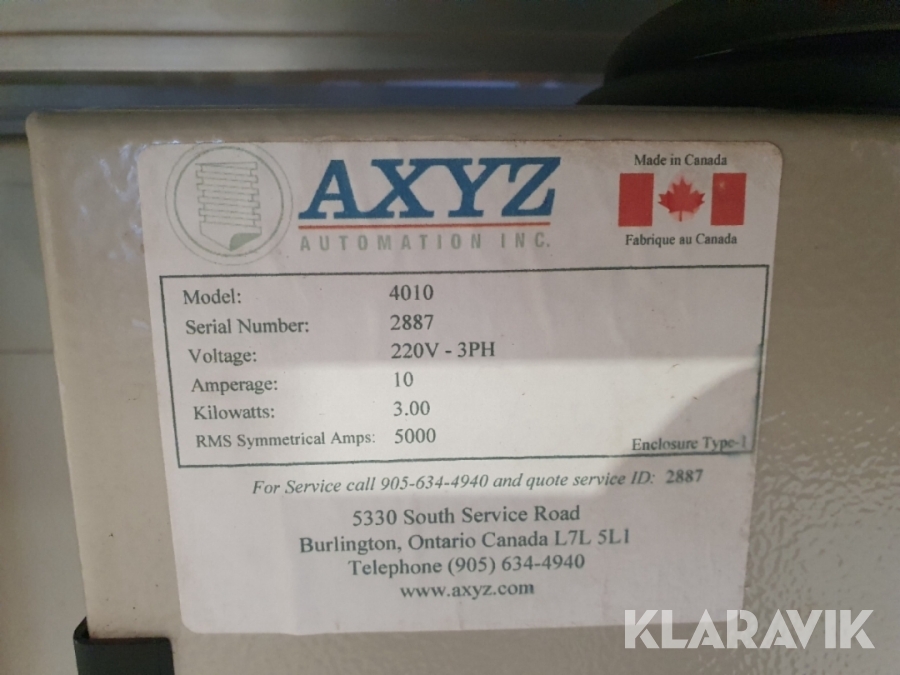 AXYZ
AUTOMATION INC.
Made in Canada
Fabrique au Canada
Model: 4010
Serial Number: 2887
Voltage: 220V - 3PH
Amperage: 10
Kilowatts: 3.00
RMS Symmetrical Amps: 5000
Enclosure Type-1
For Service call 905-634-4940 and quote service ID: 2887
5330 South Service Road
Burlington, Ontario Canada L7L 5L1
Telephone (905) 634-4940
www.axyz.com
KLARAVIK